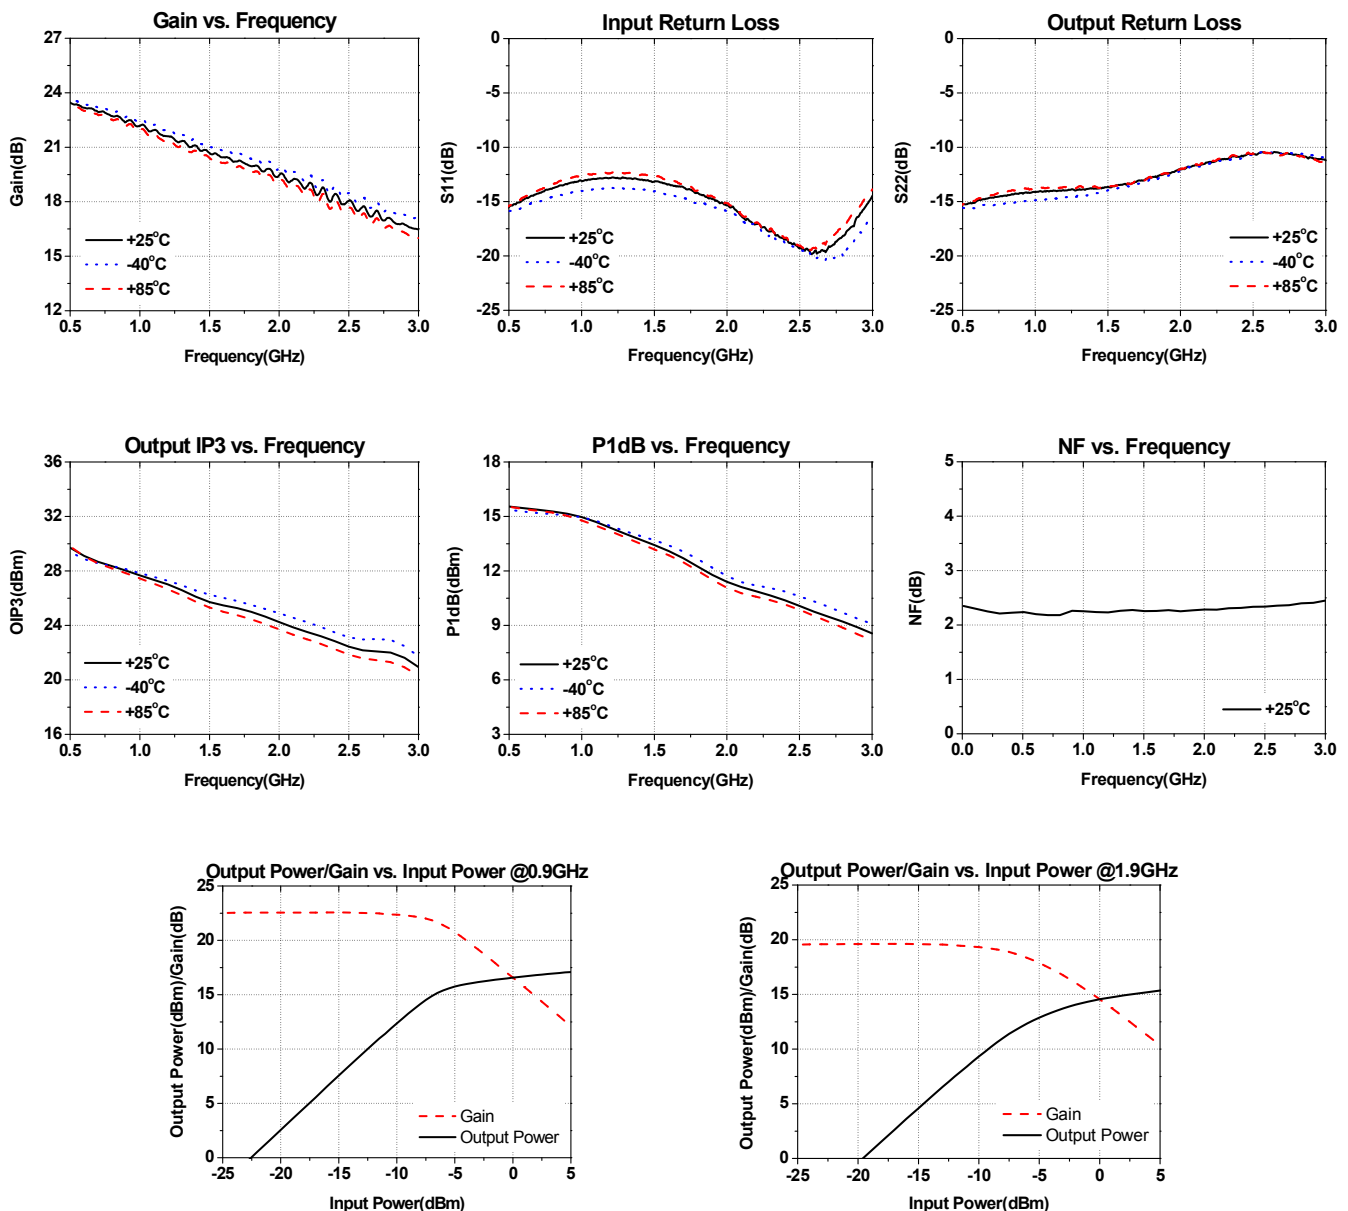 Gain vs. Frequency
27
24
21
18
15
12
Gain(dB)
+25°C
-40°C
+85°C
0.5 1.0 1.5 2.0 2.5 3.0
Frequency(GHz)
Input Return Loss
0
-5
-10
-15
-20
-25
S11(dB)
+25°C
-40°C
+85°C
0.5 1.0 1.5 2.0 2.5 3.0
Frequency(GHz)
Output Return Loss
0
-5
-10
-15
-20
-25
S22(dB)
+25°C
-40°C
+85°C
0.5 1.0 1.5 2.0 2.5 3.0
Frequency(GHz)
Output IP3 vs. Frequency
36
32
28
24
20
16
OIP3(dBm)
+25°C
-40°C
+85°C
0.5 1.0 1.5 2.0 2.5 3.0
Frequency(GHz)
P1dB vs. Frequency
18
15
12
9
6
3
P1dB(dBm)
+25°C
-40°C
+85°C
0.5 1.0 1.5 2.0 2.5 3.0
Frequency(GHz)
NF vs. Frequency
5
4
3
2
1
0
NF(dB)
+25°C
0.0 0.5 1.0 1.5 2.0 2.5 3.0
Frequency(GHz)
Output Power/Gain vs. Input Power @0.9GHz
25
20
15
10
5
0
Output Power(dBm)/Gain(dB)
Gain
Output Power
-25 -20 -15 -10 -5 0 5
Input Power(dBm)
Output Power/Gain vs. Input Power @1.9GHz
25
20
15
10
5
0
Output Power(dBm)/Gain(dB)
Gain
Output Power
-25 -20 -15 -10 -5 0 5
Input Power(dBm)